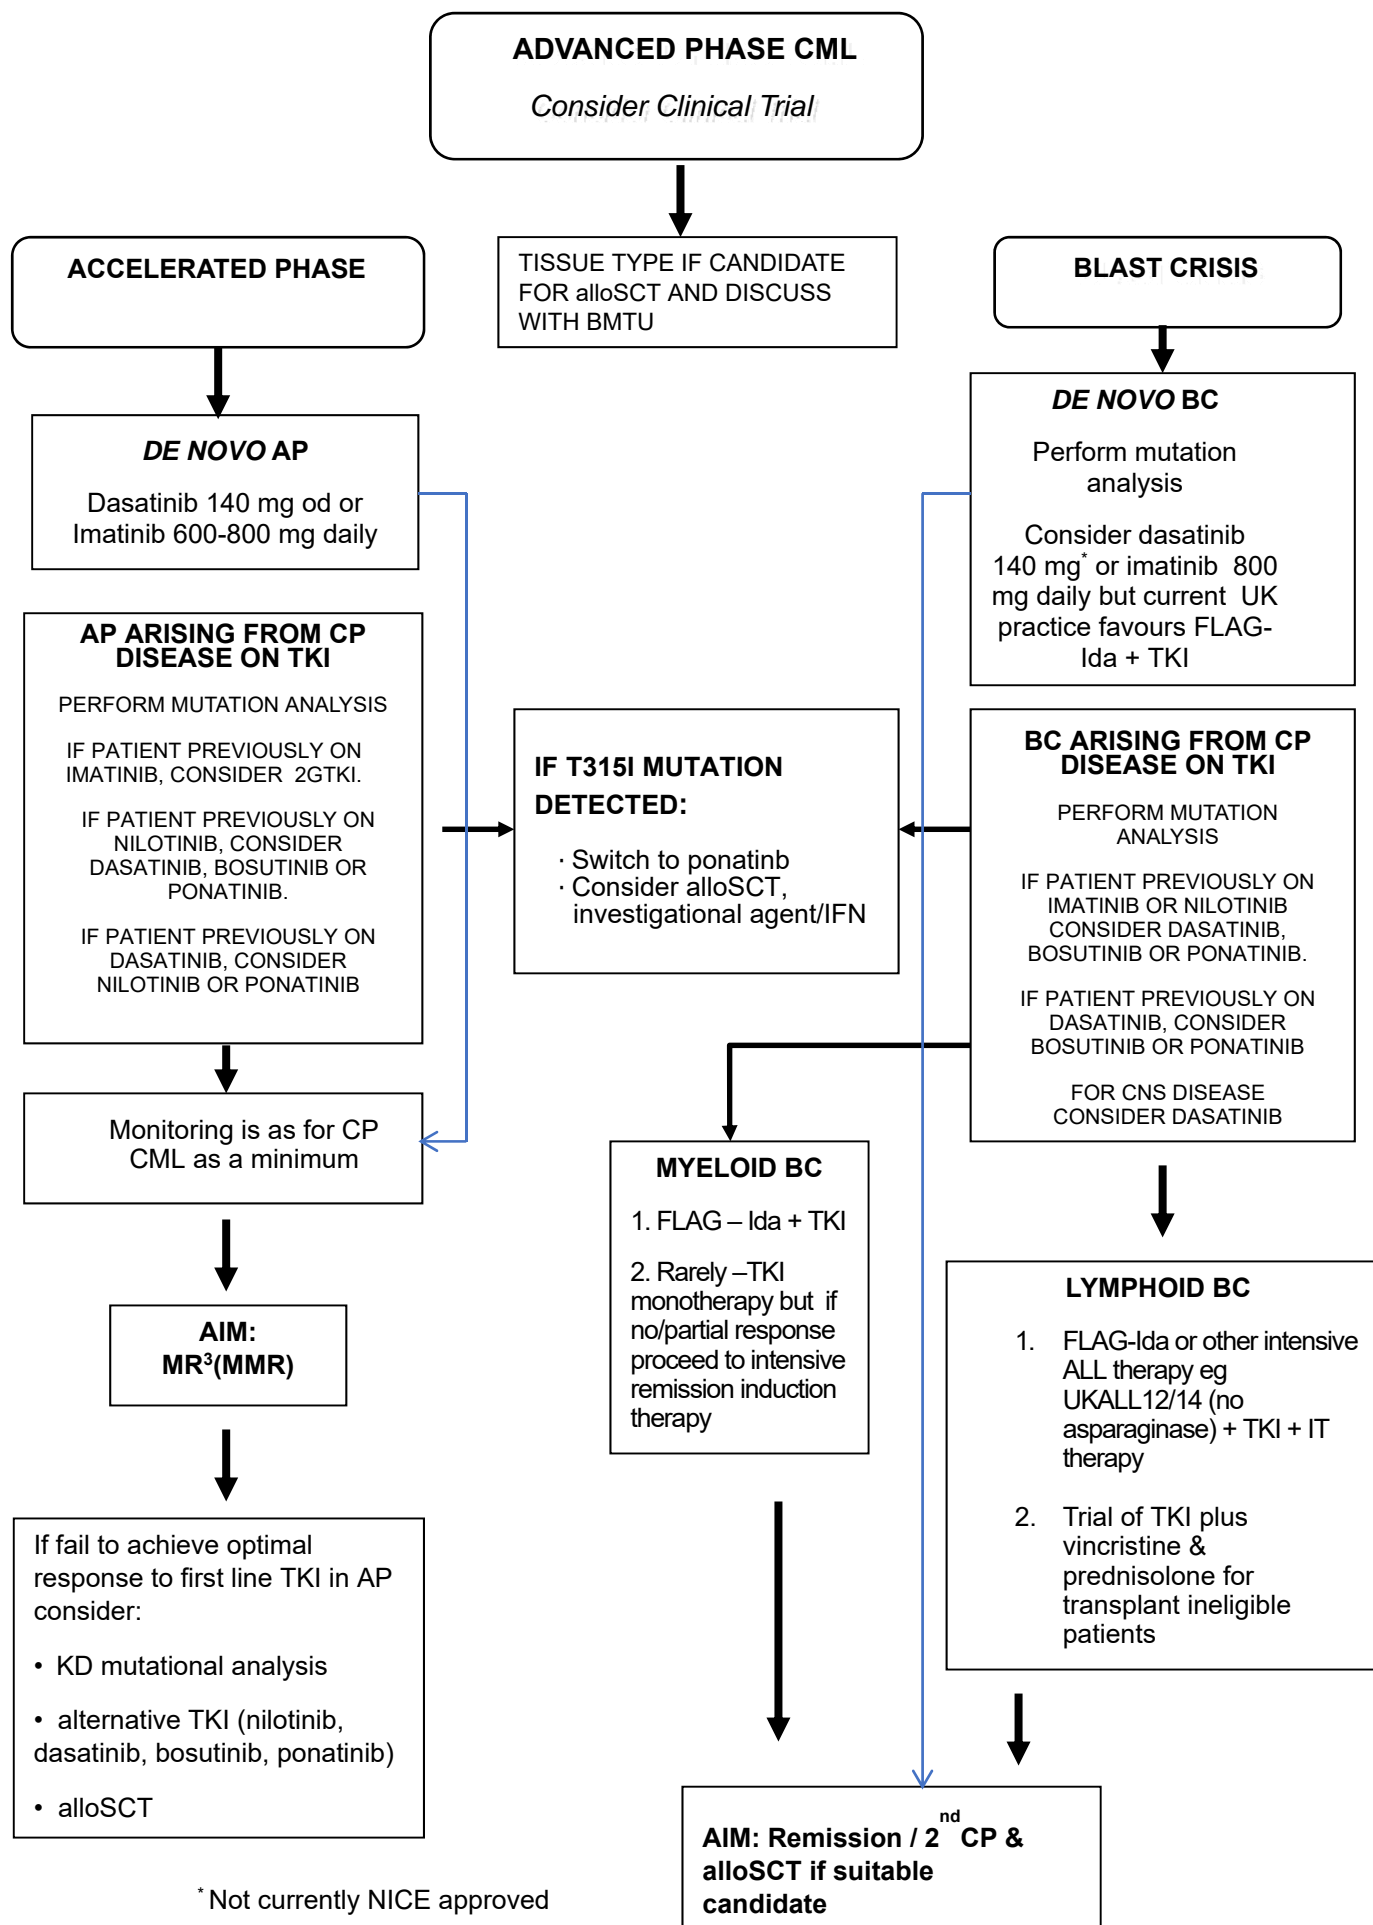 ADVANCED PHASE CML
Consider Clinical Trial
TISSUE TYPE IF CANDIDATE
FOR alloSCT AND DISCUSS
WITH BMTU
ACCELERATED PHASE
DE NOVO AP
Dasatinib 140 mg od or
Imatinib 600-800 mg daily
AP ARISING FROM CP
DISEASE ON TKI
PERFORM MUTATION ANALYSIS
IF PATIENT PREVIOUSLY ON
IMATINIB, CONSIDER 2GTKI.
IF PATIENT PREVIOUSLY ON
NILOTINIB, CONSIDER
DASATINIB, BOSUTINIB OR
PONATINIB.
IF PATIENT PREVIOUSLY ON
DASATINIB, CONSIDER
NILOTINIB OR PONATINIB
Monitoring is as for CP
CML as a minimum
AIM:
MR³(MMR)
If fail to achieve optimal
response to first line TKI in AP
consider:
• KD mutational analysis
• alternative TKI (nilotinib,
dasatinib, bosutinib, ponatinib)
• alloSCT
IF T315I MUTATION
DETECTED:
· Switch to ponatinb
· Consider alloSCT,
investigational agent/IFN
BLAST CRISIS
DE NOVO BC
Perform mutation
analysis
Consider dasatinib
140 mg* or imatinib 800
mg daily but current UK
practice favours FLAG-
Ida + TKI
BC ARISING FROM CP
DISEASE ON TKI
PERFORM MUTATION
ANALYSIS
IF PATIENT PREVIOUSLY ON
IMATINIB OR NILOTINIB
CONSIDER DASATINIB,
BOSUTINIB OR PONATINIB.
IF PATIENT PREVIOUSLY ON
DASATINIB, CONSIDER
BOSUTINIB OR PONATINIB
FOR CNS DISEASE
CONSIDER DASATINIB
MYELOID BC
1. FLAG – Ida + TKI
2. Rarely –TKI
monotherapy but if
no/partial response
proceed to intensive
remission induction
therapy
LYMPHOID BC
1. FLAG-Ida or other intensive
ALL therapy eg
UKALL12/14 (no
asparaginase) + TKI + IT
therapy
2. Trial of TKI plus
vincristine &
prednisolone for
transplant ineligible
patients
AIM: Remission / 2nd CP &
alloSCT if suitable
candidate
* Not currently NICE approved